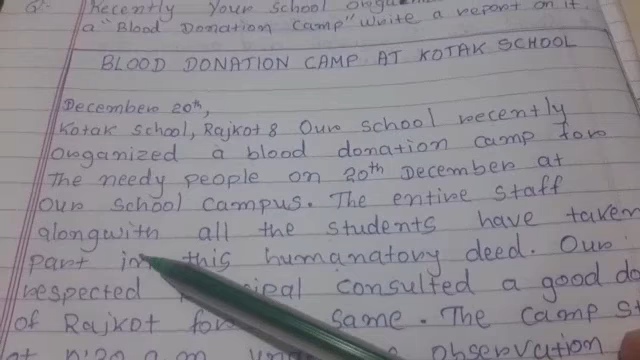 Q: Recently Your School
a "Blood Donation Camp" Write a report on it.
BLOOD DONATION CAMP AT KOTAK SCHOOL
December 20th,
Kotak School, Rajkot : Our school recently
organized a blood donation camp for
The needy people on 20th December at
Our School Campus. The entire staff
alongwith all the students have taken
part in this humanatory deed. Our
respected consulted a good
of Rajkot same. The camp
observation